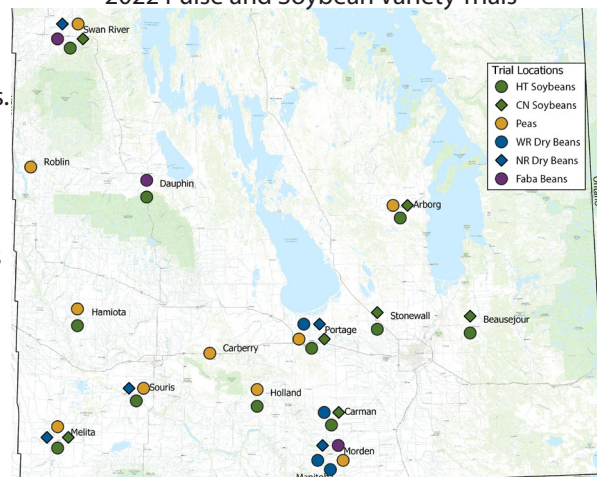 2022 Pulse and Soybean Variety Trials
Swan River
Trial Locations
HT Soybeans
CN Soybeans
Peas
WR Dry Beans
NR Dry Beans
Faba Beans
Roblin
Dauphin
Arborg
Hamiota
Stonewall
Beausejour
Portage
Carberry
Souris
Holland
Carman
Melita
Morden